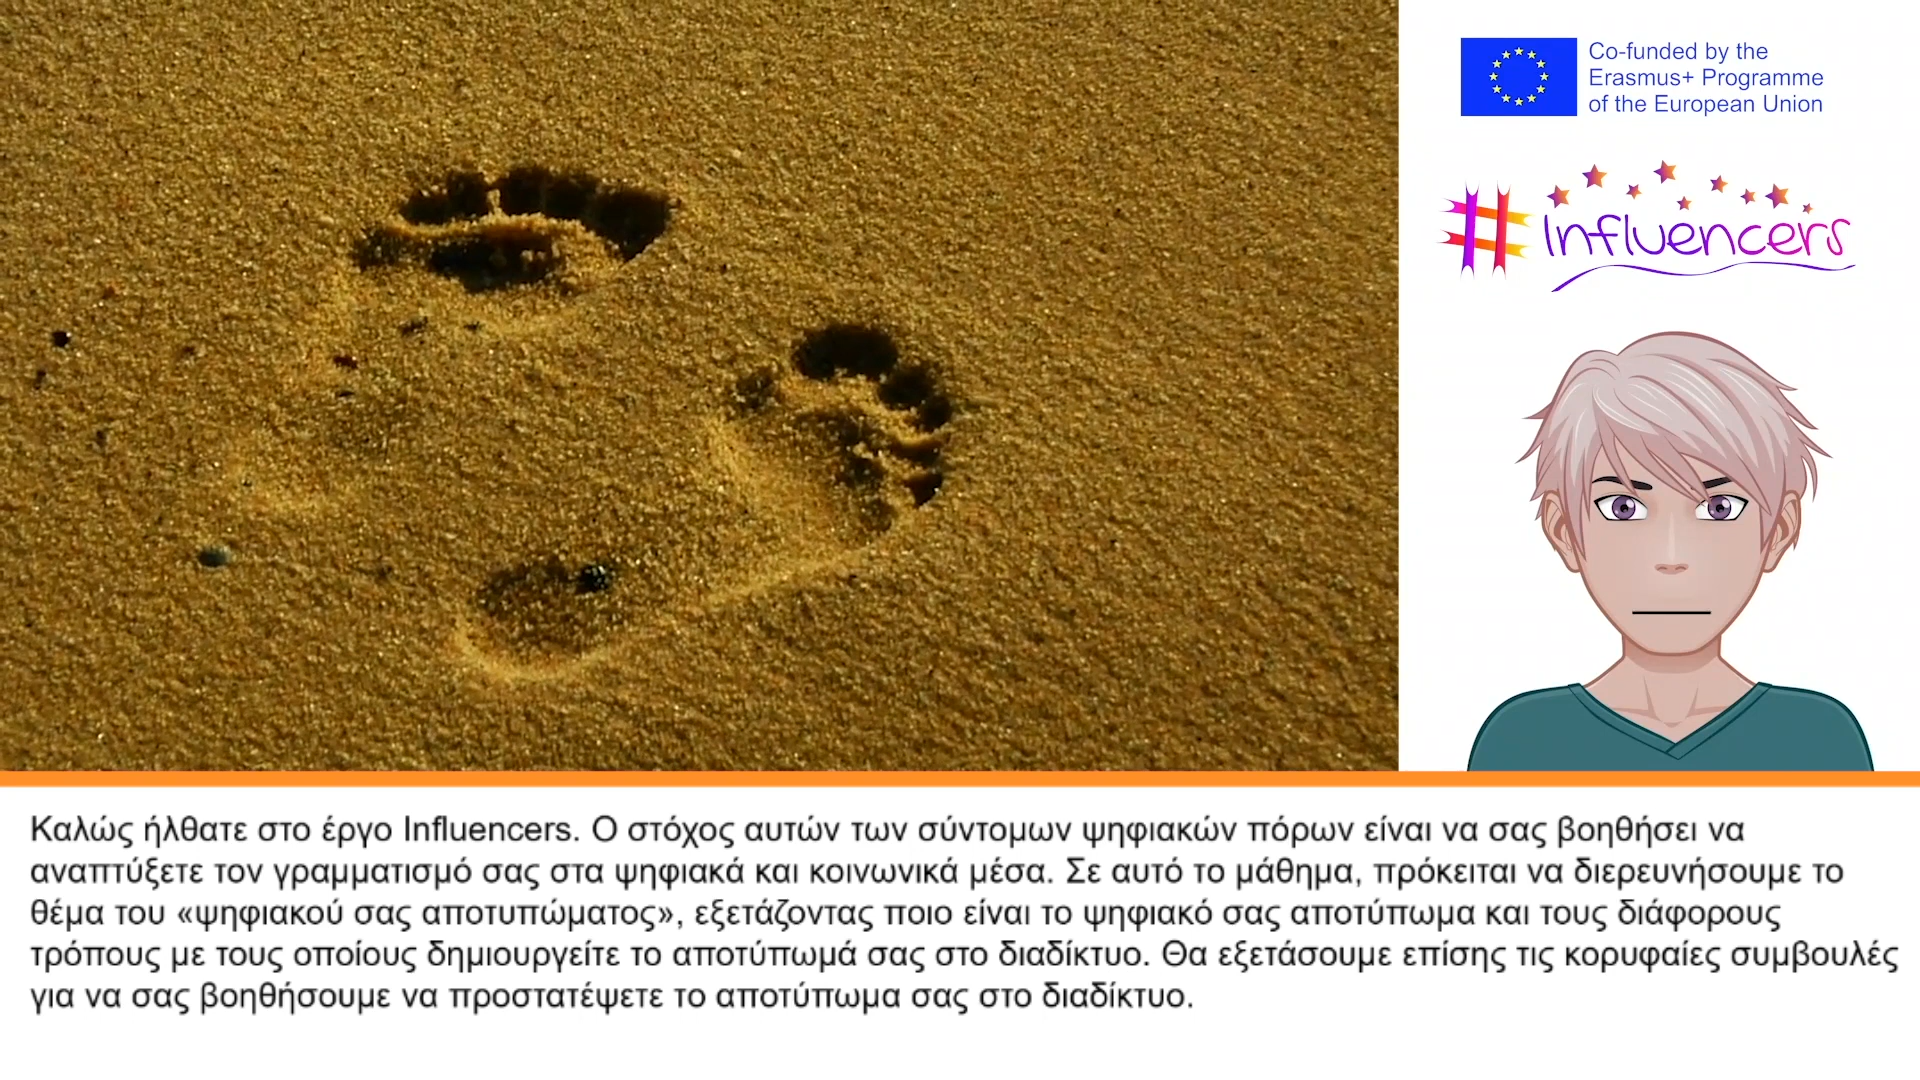 Co-funded by the
Erasmus+ Programme
of the European Union
#Influencers
Καλώς ήλθατε στο έργο Influencers. Ο στόχος αυτών των σύντομων ψηφιακών πόρων είναι να σας βοηθήσει να
αναπτύξετε τον γραμματισμό σας στα ψηφιακά και κοινωνικά μέσα. Σε αυτό το μάθημα, πρόκειται να διερευνήσουμε το
θέμα του «ψηφιακού σας αποτυπώματος», εξετάζοντας ποιο είναι το ψηφιακό σας αποτύπωμα και τους διάφορους
τρόπους με τους οποίους δημιουργείτε το αποτύπωμά σας στο διαδίκτυο. Θα εξετάσουμε επίσης τις κορυφαίες συμβουλές
για να σας βοηθήσουμε να προστατέψετε το αποτύπωμα σας στο διαδίκτυο.